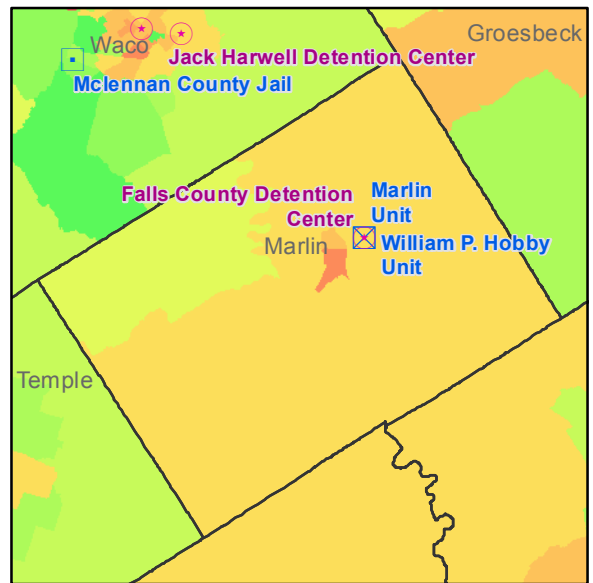 Waco
Groesbeck
Jack Harwell Detention Center
Mclennan County Jail
Falls County Detention
Center
Marlin
Unit
Marlin
William P. Hobby
Unit
Temple